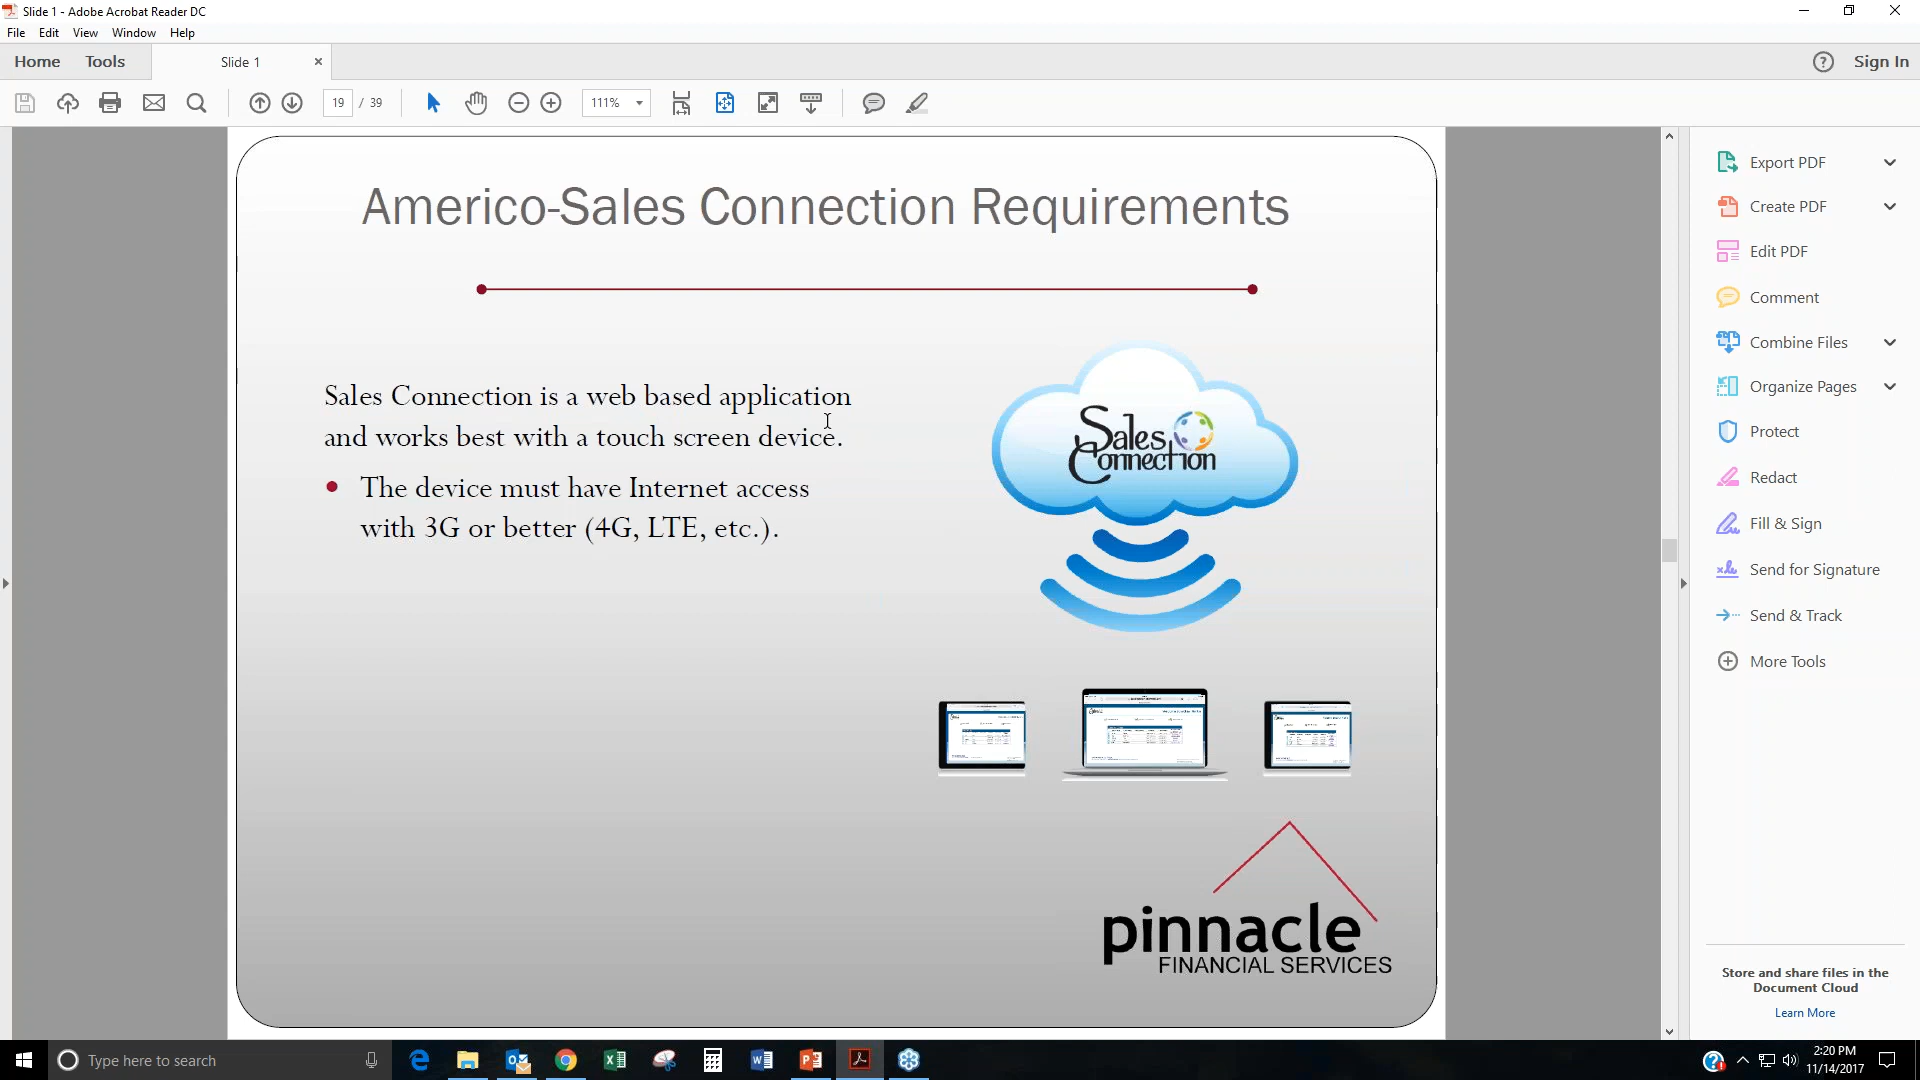 Slide 1 - Adobe Acrobat Reader DC
File Edit View Window Help
Home Tools Slide 1 Sign In
19 / 39 111%
Americo-Sales Connection Requirements
Sales Connection is a web based application
and works best with a touch screen device.
• The device must have Internet access
with 3G or better (4G, LTE, etc.).
Sales
Connection
pinnacle
FINANCIAL SERVICES
Export PDF
Create PDF
Edit PDF
Comment
Combine Files
Organize Pages
Protect
Redact
Fill & Sign
Send for Signature
Send & Track
More Tools
Store and share files in the
Document Cloud
Learn More
Type here to search
2:20 PM
11/14/2017